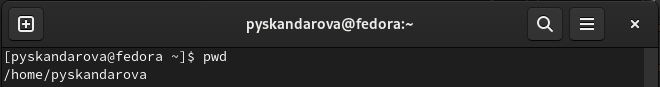 pyskandarova@fedora:~
[pyskandarova@fedora ~]$ pwd
/home/pyskandarova